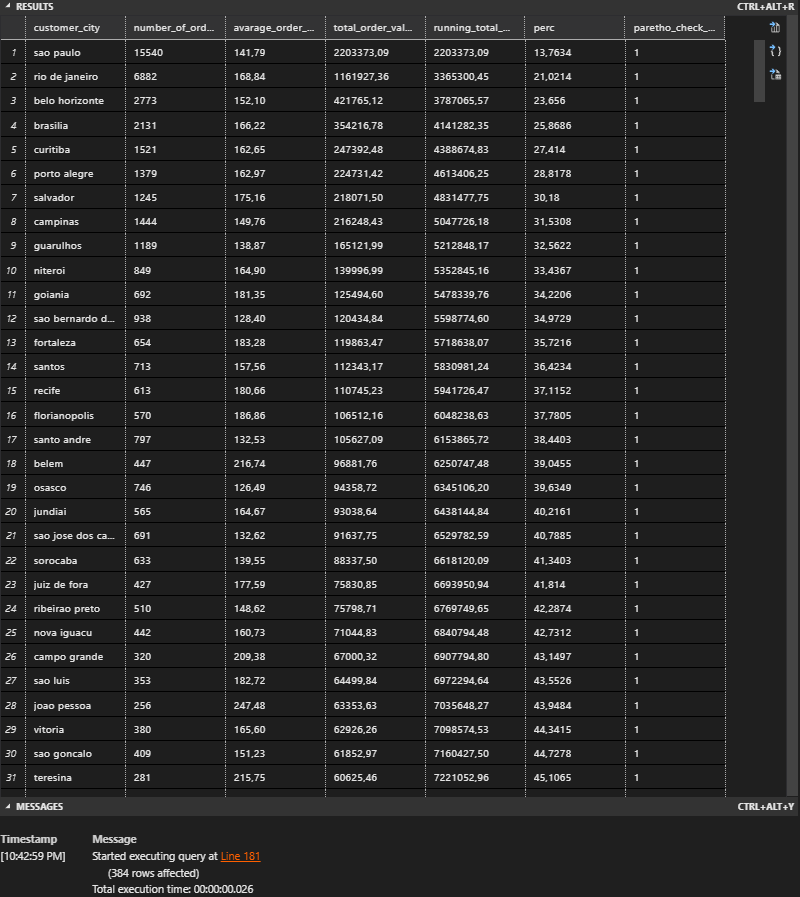 RESULTS CTRL+ALT+R
customer_city number_of_ord... avarage_order_... total_order_val... running_total_... perc paretho_check_...
1 sao paulo 15540 141,79 2203373,09 2203373,09 13,7634 1
2 rio de janeiro 6882 168,84 1161927,36 3365300,45 21,0214 1
3 belo horizonte 2773 152,10 421765,12 3787065,57 23,656 1
4 brasilia 2131 166,22 354216,78 4141282,35 25,8686 1
5 curitiba 1521 162,65 247392,48 4388674,83 27,414 1
6 porto alegre 1379 162,97 224731,42 4613406,25 28,8178 1
7 salvador 1245 175,16 218071,50 4831477,75 30,18 1
8 campinas 1444 149,76 216248,43 5047726,18 31,5308 1
9 guarulhos 1189 138,87 165121,99 5212848,17 32,5622 1
10 niteroi 849 164,90 139996,99 5352845,16 33,4367 1
11 goiania 692 181,35 125494,60 5478339,76 34,2206 1
12 sao bernardo d... 938 128,40 120434,84 5598774,60 34,9729 1
13 fortaleza 654 183,28 119863,47 5718638,07 35,7216 1
14 santos 713 157,56 112343,17 5830981,24 36,4234 1
15 recife 613 180,66 110745,23 5941726,47 37,1152 1
16 florianopolis 570 186,86 106512,16 6048238,63 37,7805 1
17 santo andre 797 132,53 105627,09 6153865,72 38,4403 1
18 belem 447 216,74 96881,76 6250747,48 39,0455 1
19 osasco 746 126,49 94358,72 6345106,20 39,6349 1
20 jundiai 565 164,67 93038,64 6438144,84 40,2161 1
21 sao jose dos ca... 691 132,62 91637,75 6529782,59 40,7885 1
22 sorocaba 633 139,55 88337,50 6618120,09 41,3403 1
23 juiz de fora 427 177,59 75830,85 6693950,94 41,814 1
24 ribeirao preto 510 148,62 75798,71 6769749,65 42,2874 1
25 nova iguacu 442 160,73 71044,83 6840794,48 42,7312 1
26 campo grande 320 209,38 67000,32 6907794,80 43,1497 1
27 sao luis 353 182,72 64499,84 6972294,64 43,5526 1
28 joao pessoa 256 247,48 63353,63 7035648,27 43,9484 1
29 vitoria 380 165,60 62926,26 7098574,53 44,3415 1
30 sao goncalo 409 151,23 61852,97 7160427,50 44,7278 1
31 teresina 281 215,75 60625,46 7221052,96 45,1065 1
MESSAGES CTRL+ALT+Y
Timestamp Message
[10:42:59 PM] Started executing query at Line 181
(384 rows affected)
Total execution time: 00:00:00.026